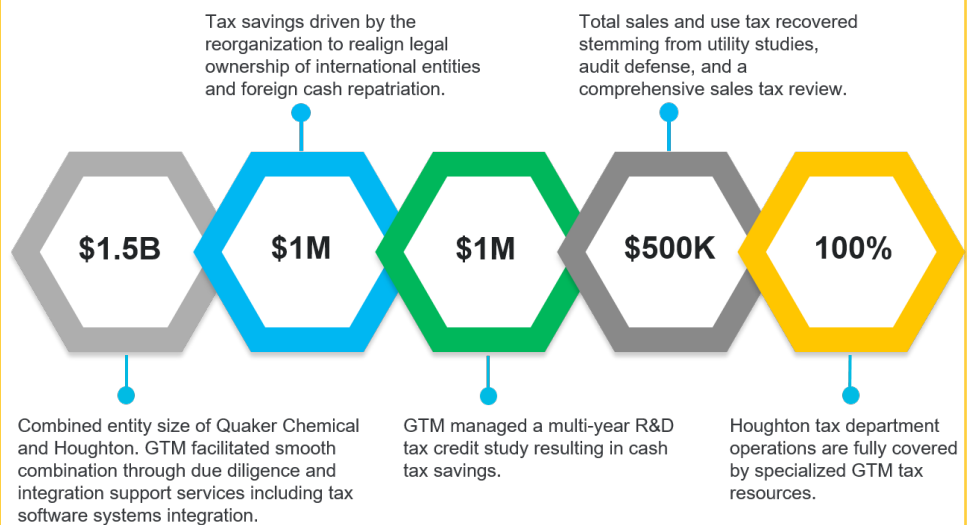 Tax savings driven by the
reorganization to realign legal
ownership of international entities
and foreign cash repatriation.
Total sales and use tax recovered
stemming from utility studies,
audit defense, and a
comprehensive sales tax review.
$1.5B
$1M
$1M
$500K
100%
Combined entity size of Quaker Chemical
and Houghton. GTM facilitated smooth
combination through due diligence and
integration support services including tax
software systems integration.
GTM managed a multi-year R&D
tax credit study resulting in cash
tax savings.
Houghton tax department
operations are fully covered
by specialized GTM tax
resources.